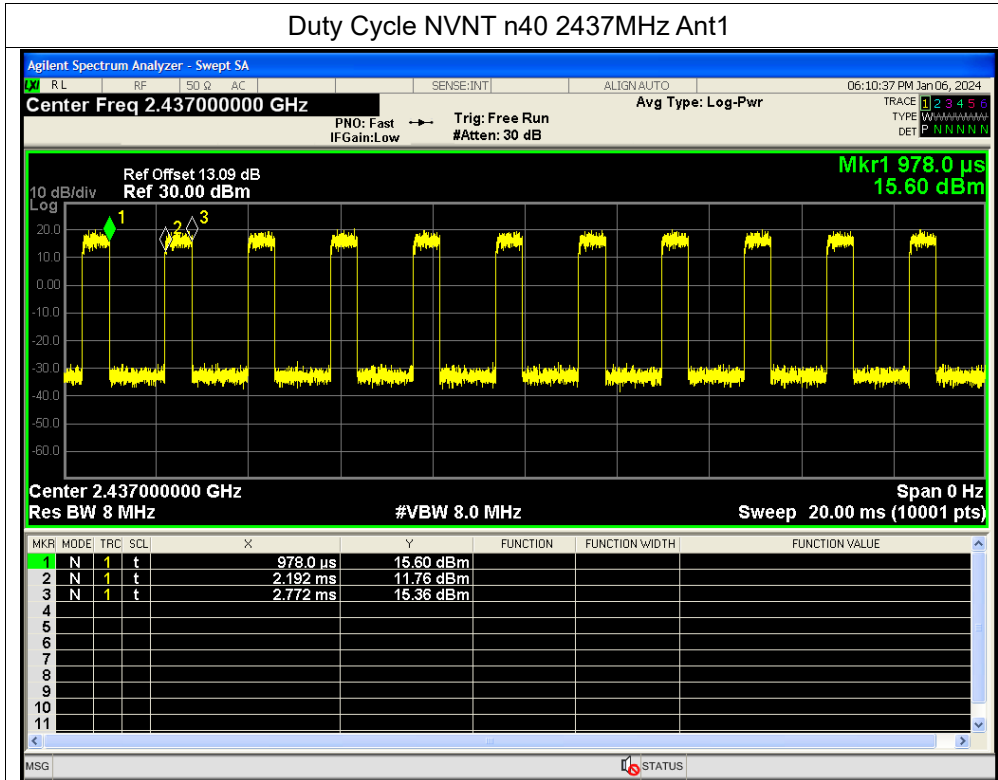 Duty Cycle NVNT n40 2437MHz Ant1
Agilent Spectrum Analyzer - Swept SA
LXI RL RF 50 Ω AC SENSE:INT ALIGN AUTO 06:10:37 PM Jan 06, 2024
Center Freq 2.437000000 GHz Avg Type: Log-Pwr TRACE 1 2 3 4 5 6
PNO: Fast Trig: Free Run TYPE W
IFGain:Low #Atten: 30 dB DET P N N N N N
Mkr1 978.0 µs
Ref Offset 13.09 dB
10 dB/div Ref 30.00 dBm 15.60 dBm
Log
1 2 3
20.0
10.0
0.00
-10.0
-20.0
-30.0
-40.0
-50.0
-60.0
Center 2.437000000 GHz Span 0 Hz
Res BW 8 MHz #VBW 8.0 MHz Sweep 20.00 ms (10001 pts)
MKR MODE TRC SCL X Y FUNCTION FUNCTION WIDTH FUNCTION VALUE
1 N 1 t 978.0 µs 15.60 dBm
2 N 1 t 2.192 ms 11.76 dBm
3 N 1 t 2.772 ms 15.36 dBm
4
5
6
7
8
9
10
11
MSG STATUS